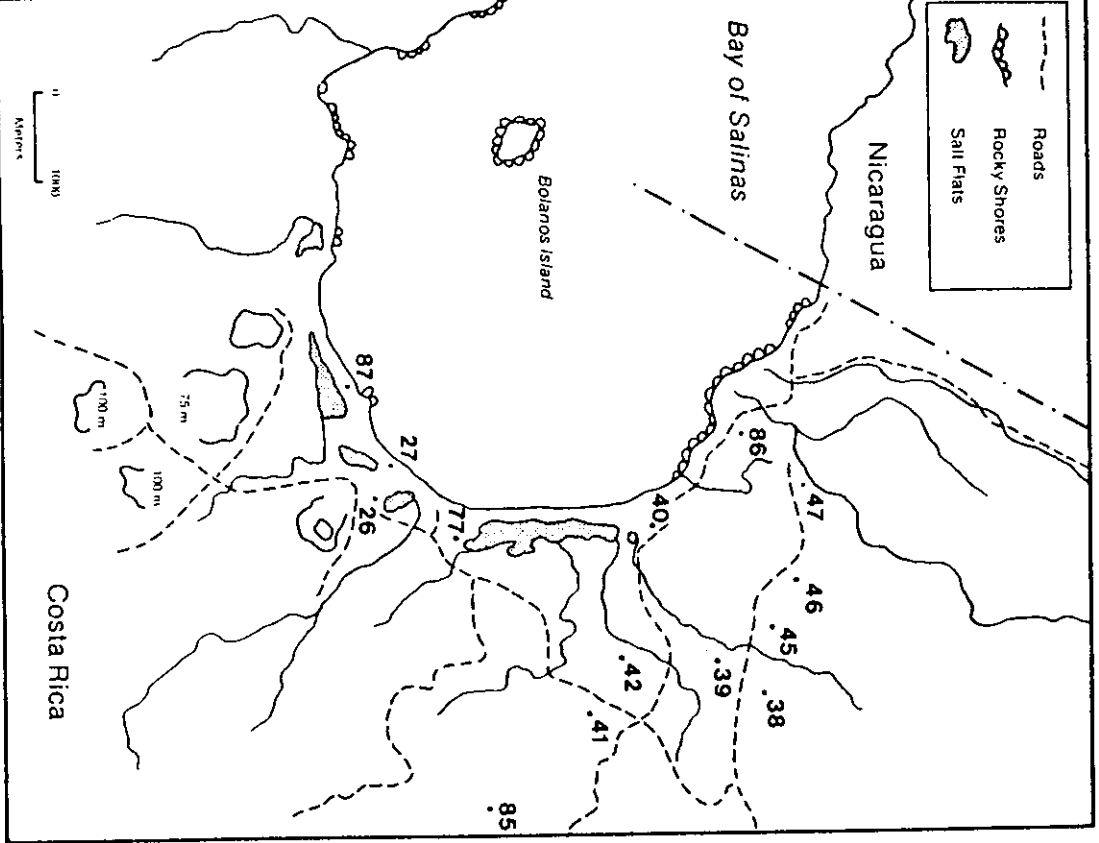 Roads
Rocky Shores
Salt Flats
Nicaragua
Bay of Salinas
Bolanos Island
86
47
46
45
38
39
40
42
41
85
77
27
26
87
75 m
100 m
100 m
Costa Rica
0
Meters